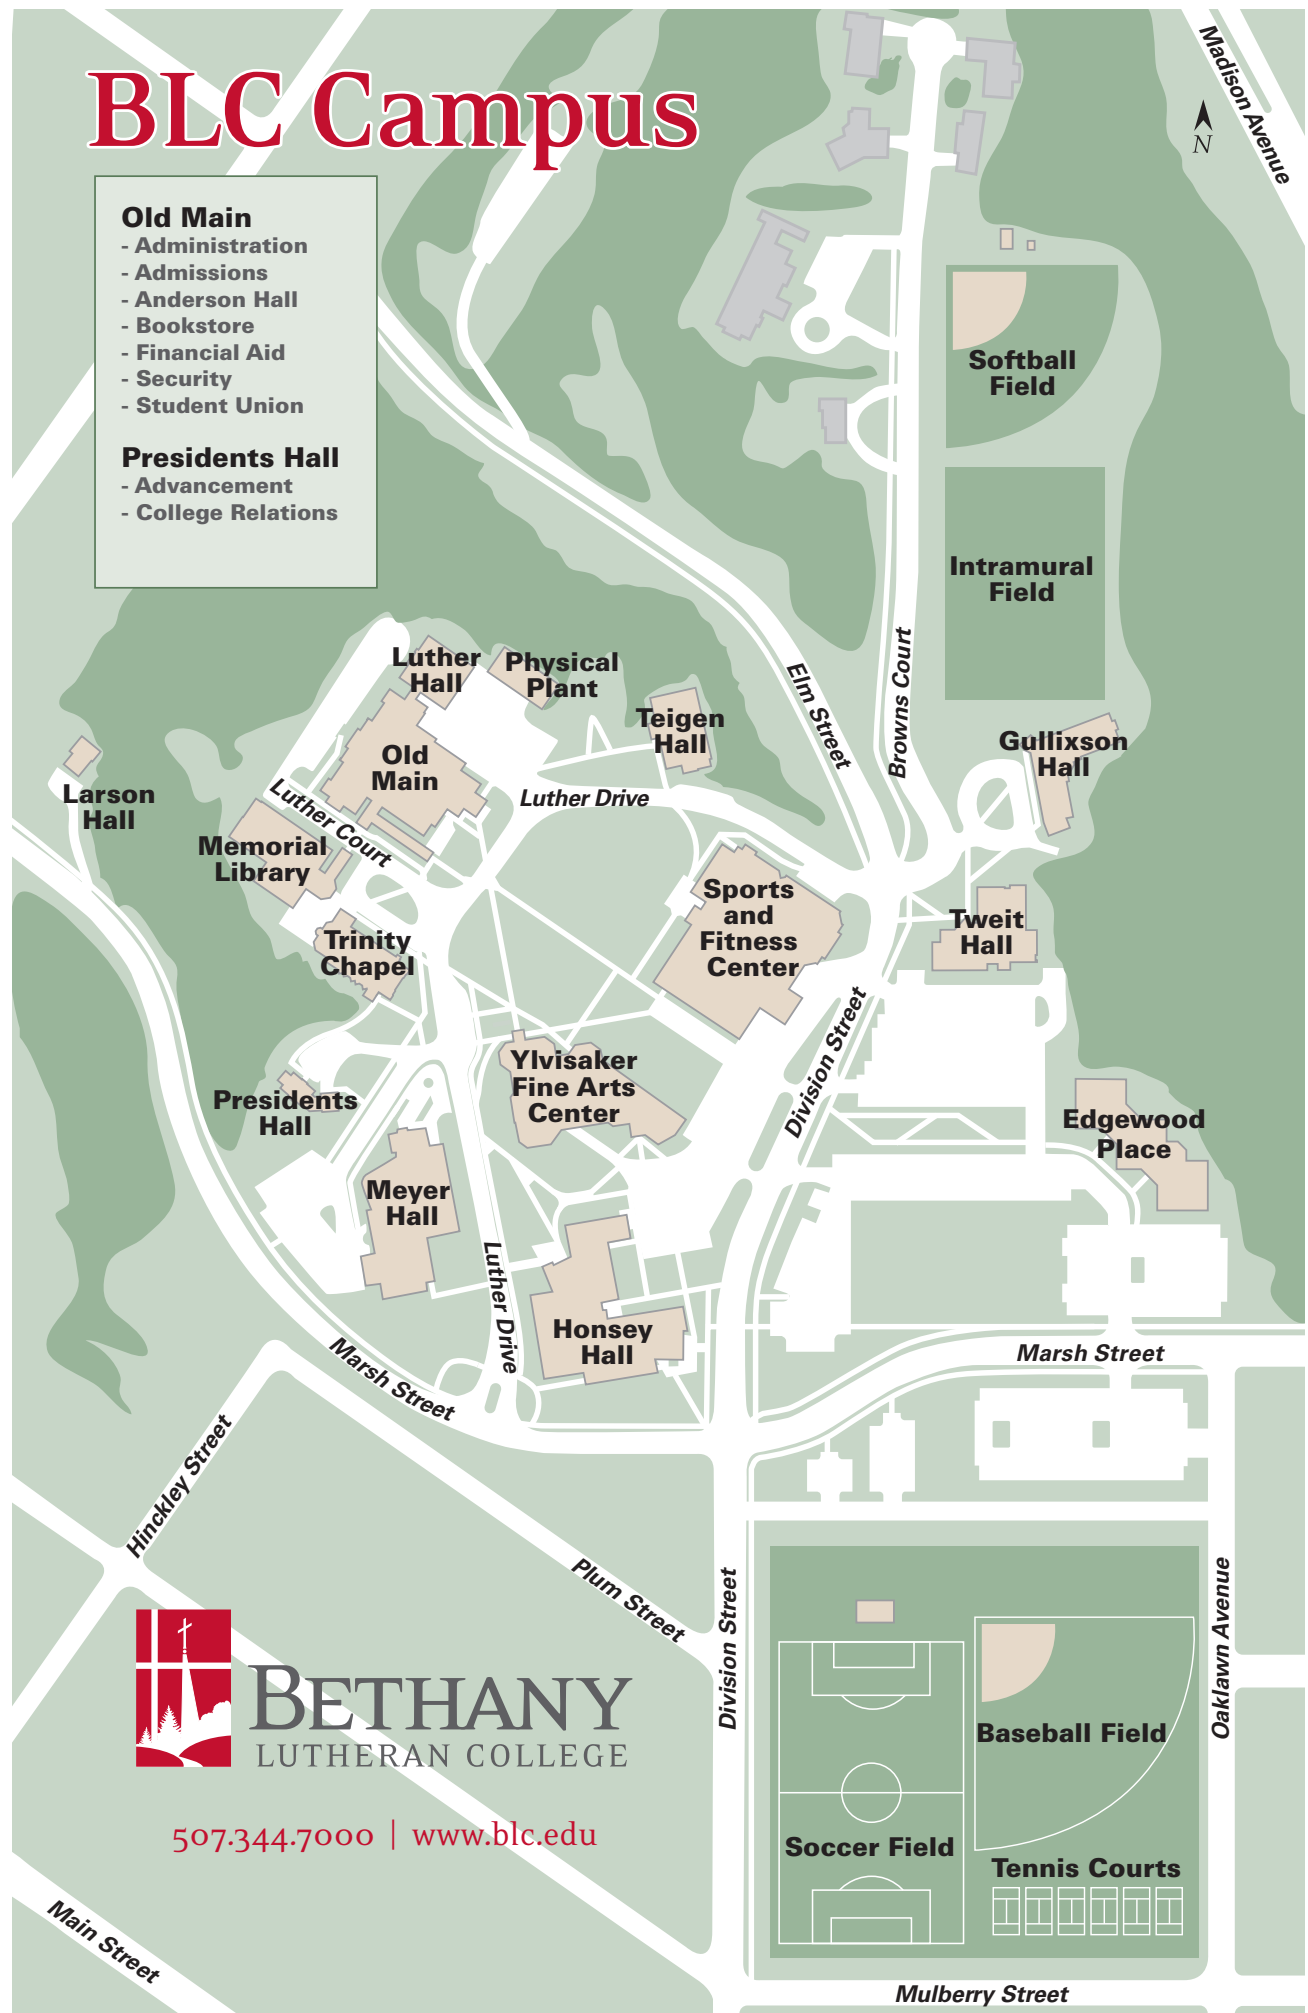 BLC Campus
Madison Avenue
N
Old Main
- Administration
- Admissions
- Anderson Hall
- Bookstore
- Financial Aid
- Security
- Student Union
Presidents Hall
- Advancement
- College Relations
Softball
Field
Intramural
Field
Luther
Hall
Physical
Plant
Teigen
Hall
Elm Street
Browns Court
Gullixson
Hall
Old
Main
Larson
Hall
Luther Court
Luther Drive
Memorial
Library
Trinity
Chapel
Sports
and
Fitness
Center
Tweit
Hall
Division Street
Ylvisaker
Fine Arts
Center
Presidents
Hall
Edgewood
Place
Meyer
Hall
Luther Drive
Honsey
Hall
Marsh Street
Marsh Street
Hinckley Street
Plum Street
Division Street
Oaklawn Avenue
BETHANY
LUTHERAN COLLEGE
507.344.7000 | www.blc.edu
Baseball Field
Soccer Field
Tennis Courts
Main Street
Mulberry Street